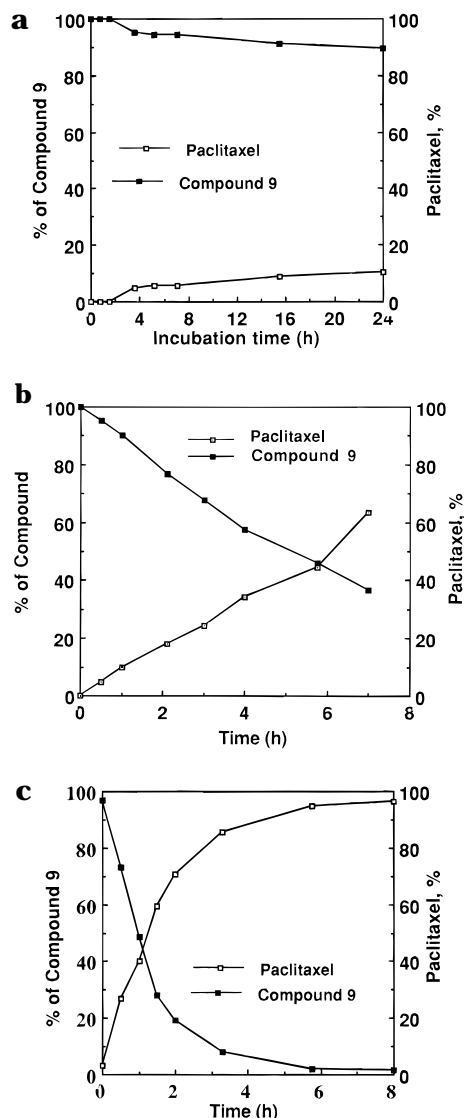 a
100
80
60
40
20
0
% of Compound 9
100
80
60
40
20
0
Paclitaxel, %
Paclitaxel
Compound 9
0 4 8 12 16 20 24
Incubation time (h)
b
100
80
60
40
20
0
% of Compound
100
80
60
40
20
0
Paclitaxel, %
Paclitaxel
Compound 9
0 2 4 6 8
Time (h)
c
100
80
60
40
20
0
% of Compound 9
100
80
60
40
20
0
Paclitaxel, %
Paclitaxel
Compound 9
0 2 4 6 8
Time (h)